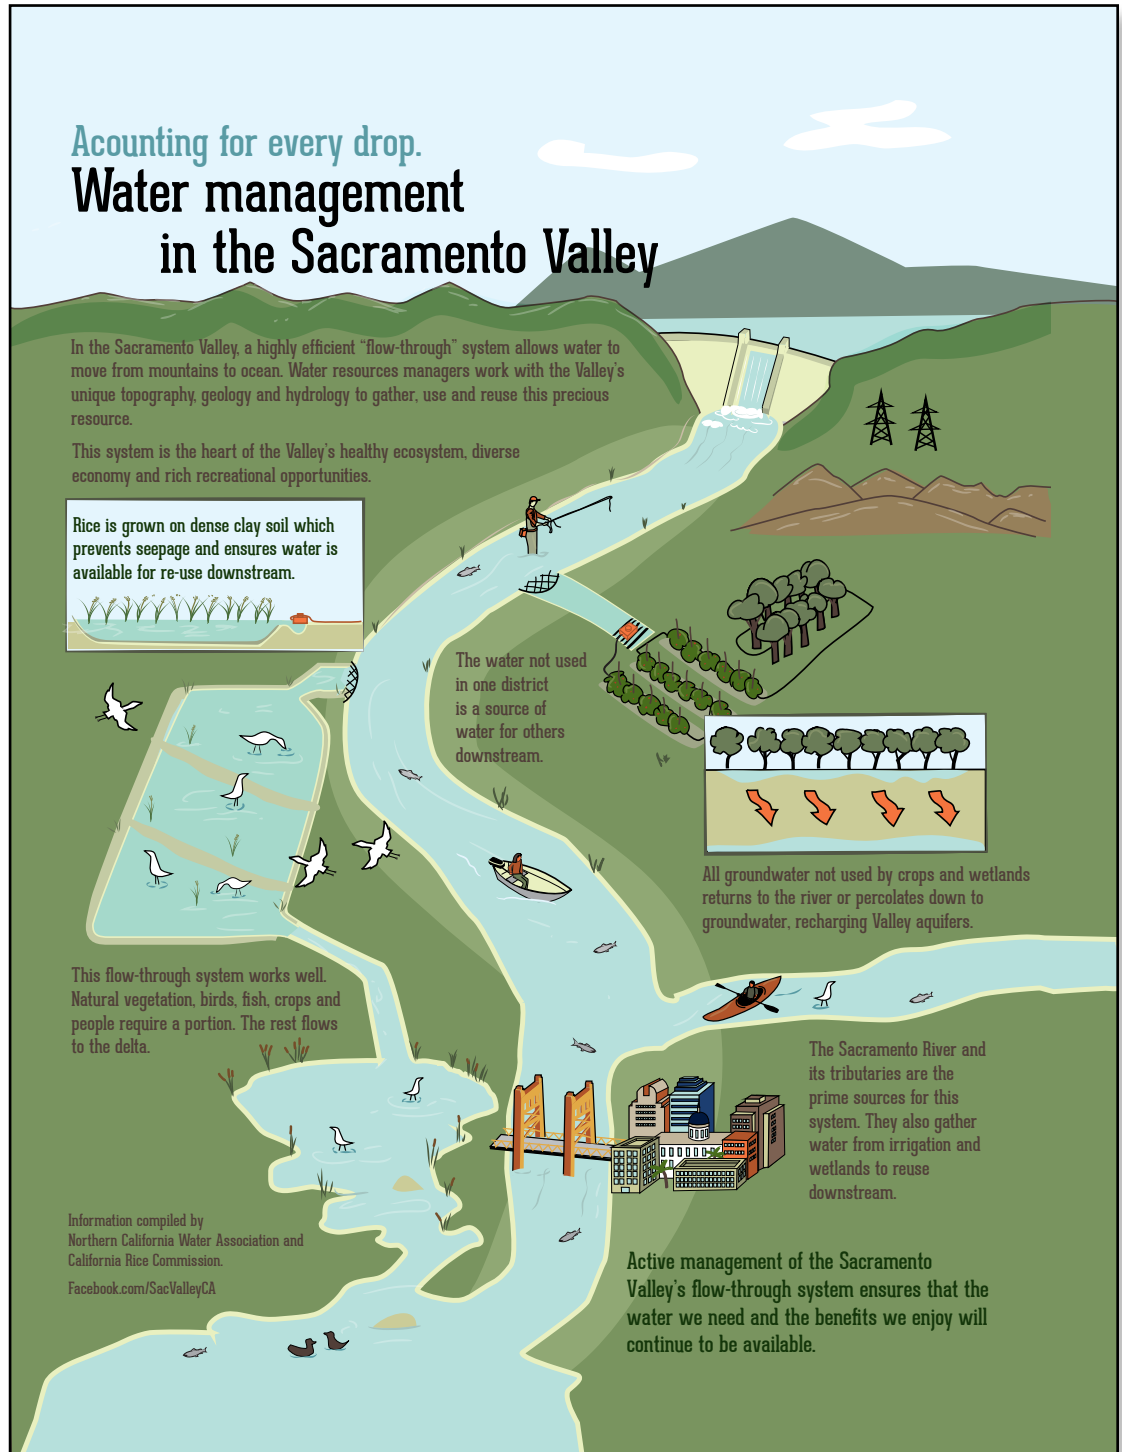 Acounting for every drop.
Water management
in the Sacramento Valley
In the Sacramento Valley, a highly efficient “flow-through” system allows water to
move from mountains to ocean. Water resources managers work with the Valley’s
unique topography, geology and hydrology to gather, use and reuse this precious
resource.
This system is the heart of the Valley’s healthy ecosystem, diverse
economy and rich recreational opportunities.
Rice is grown on dense clay soil which
prevents seepage and ensures water is
available for re-use downstream.
The water not used
in one district
is a source of
water for others
downstream.
All groundwater not used by crops and wetlands
returns to the river or percolates down to
groundwater, recharging Valley aquifers.
This flow-through system works well.
Natural vegetation, birds, fish, crops and
people require a portion. The rest flows
to the delta.
The Sacramento River and
its tributaries are the
prime sources for this
system. They also gather
water from irrigation and
wetlands to reuse
downstream.
Information compiled by
Northern California Water Association and
California Rice Commission.
Facebook.com/SacValleyCA
Active management of the Sacramento
Valley’s flow-through system ensures that the
water we need and the benefits we enjoy will
continue to be available.